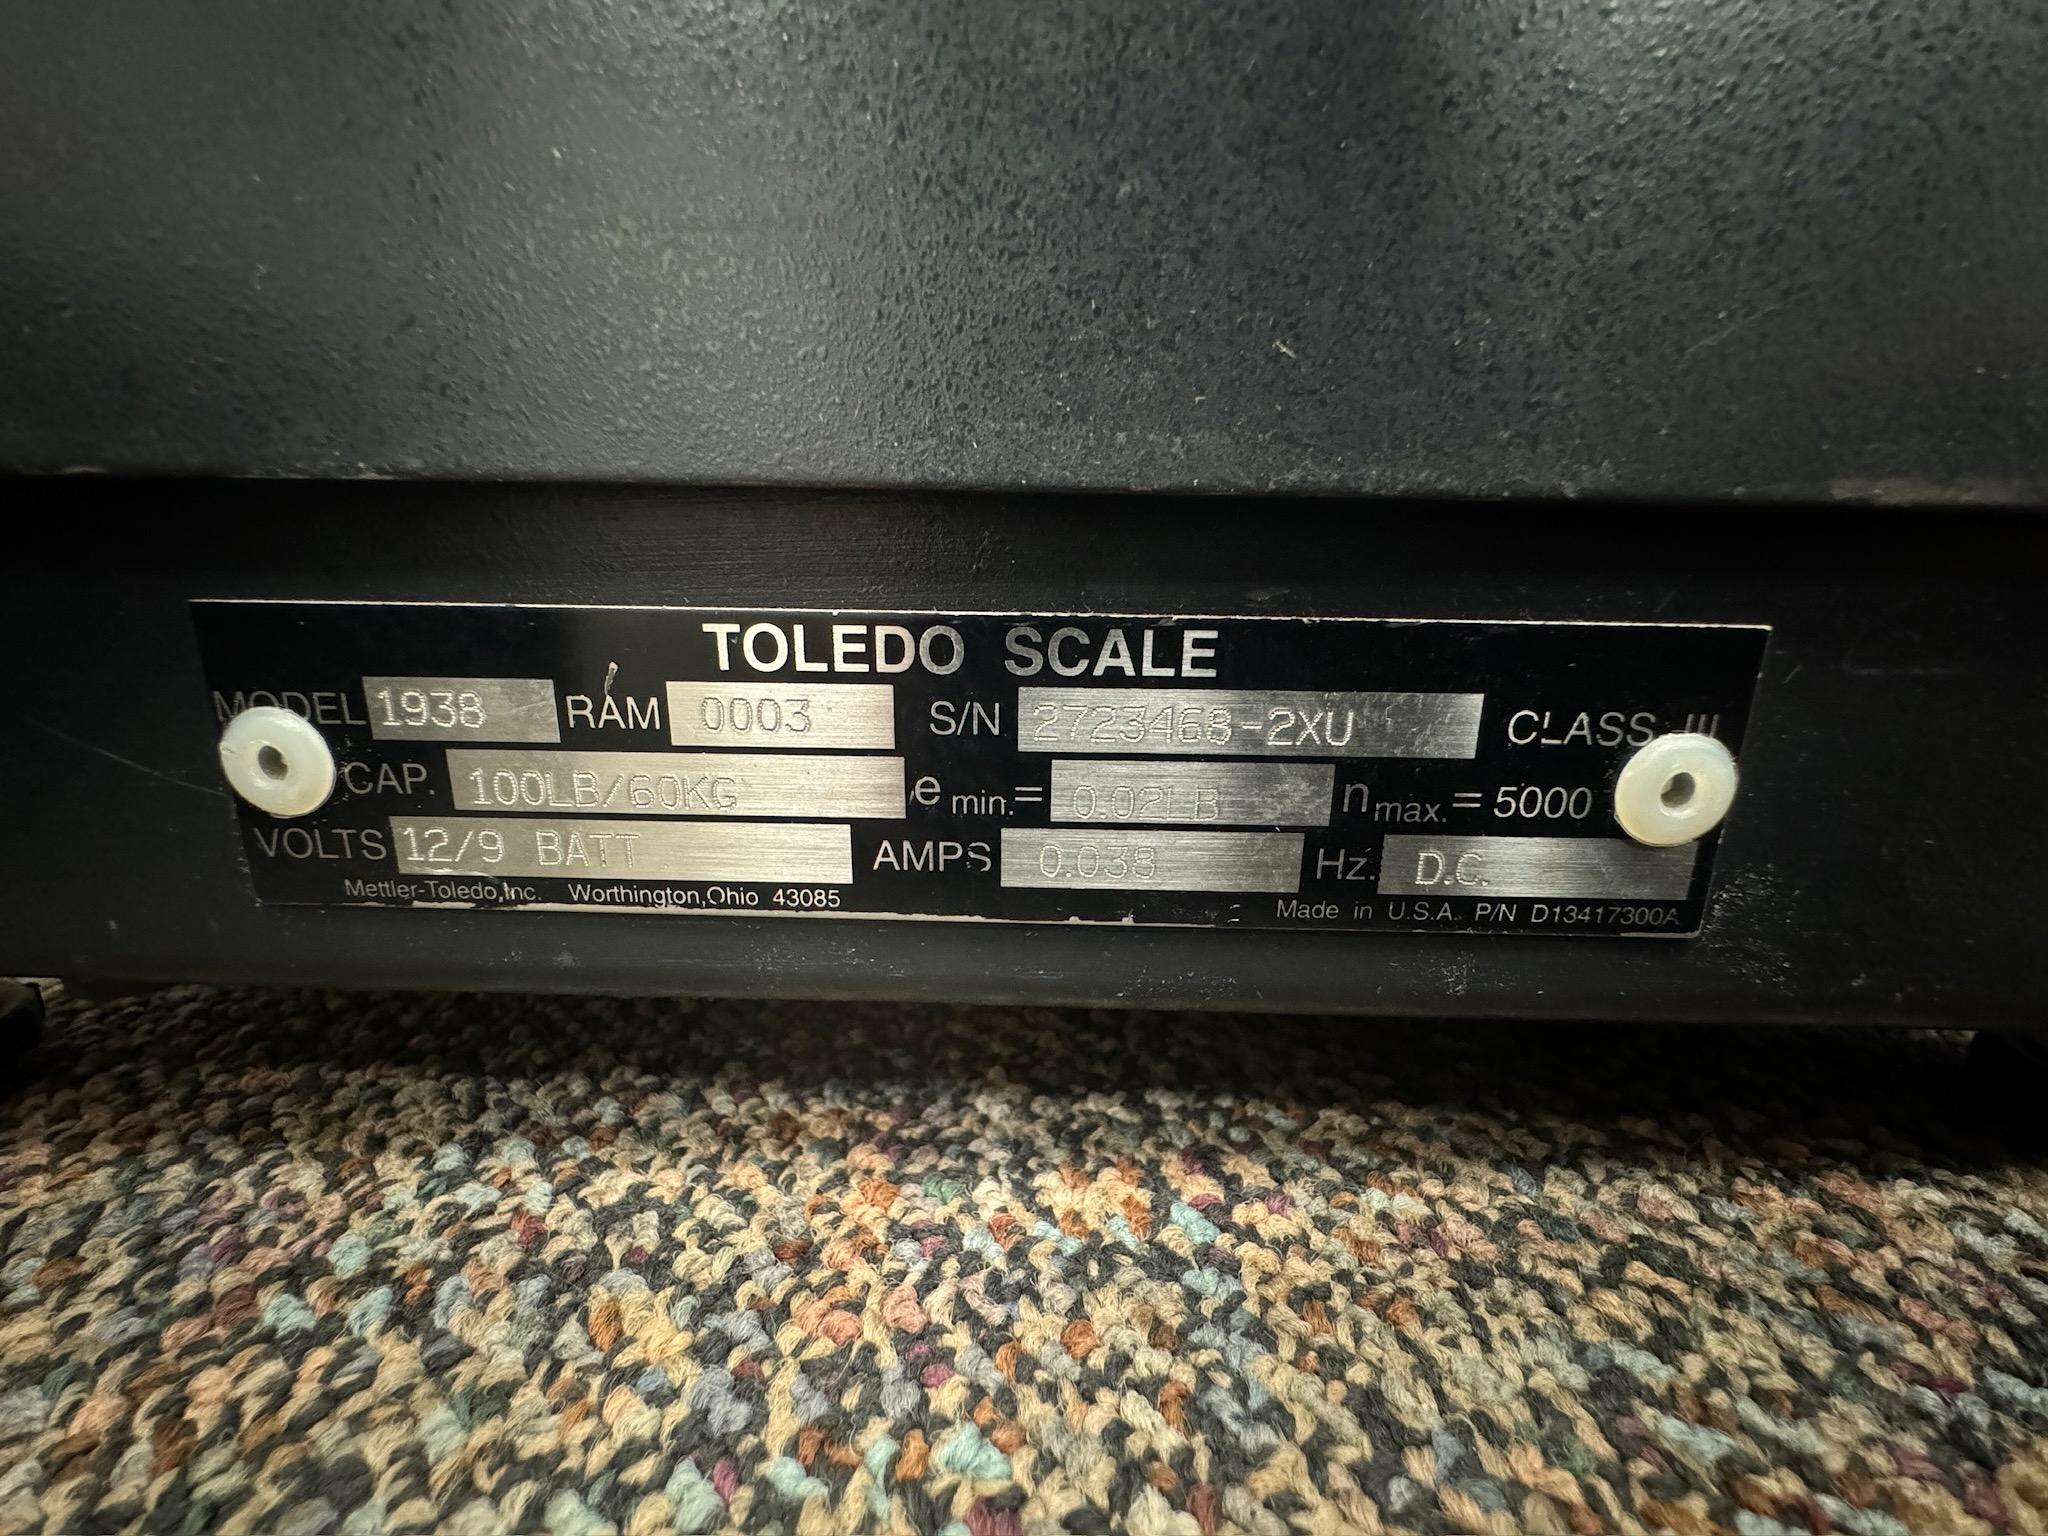 TOLEDO SCALE
MODEL 1938 RAM 0003 S/N 2723468-2XU CLASS III
CAP. 100LB/60KG e min.= 0.02LB n max. = 5000
VOLTS 12/9 BATT AMPS 0.038 Hz. D.C.
Mettler-Toledo,Inc. Worthington,Ohio 43085 Made in U.S.A. P/N D13417300A